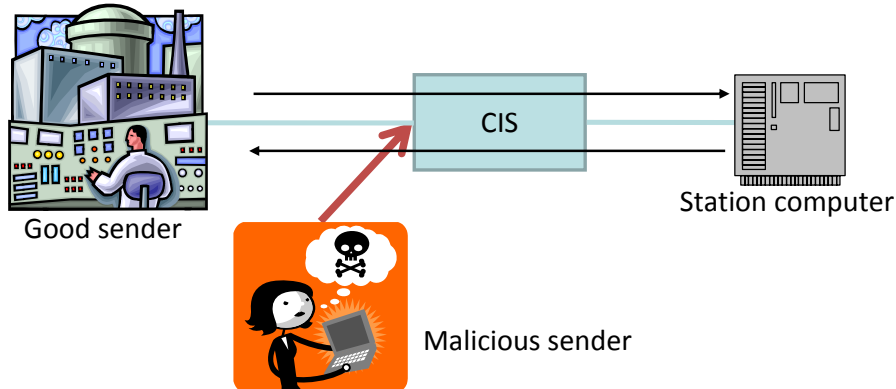 CIS
Station computer
Good sender
Malicious sender